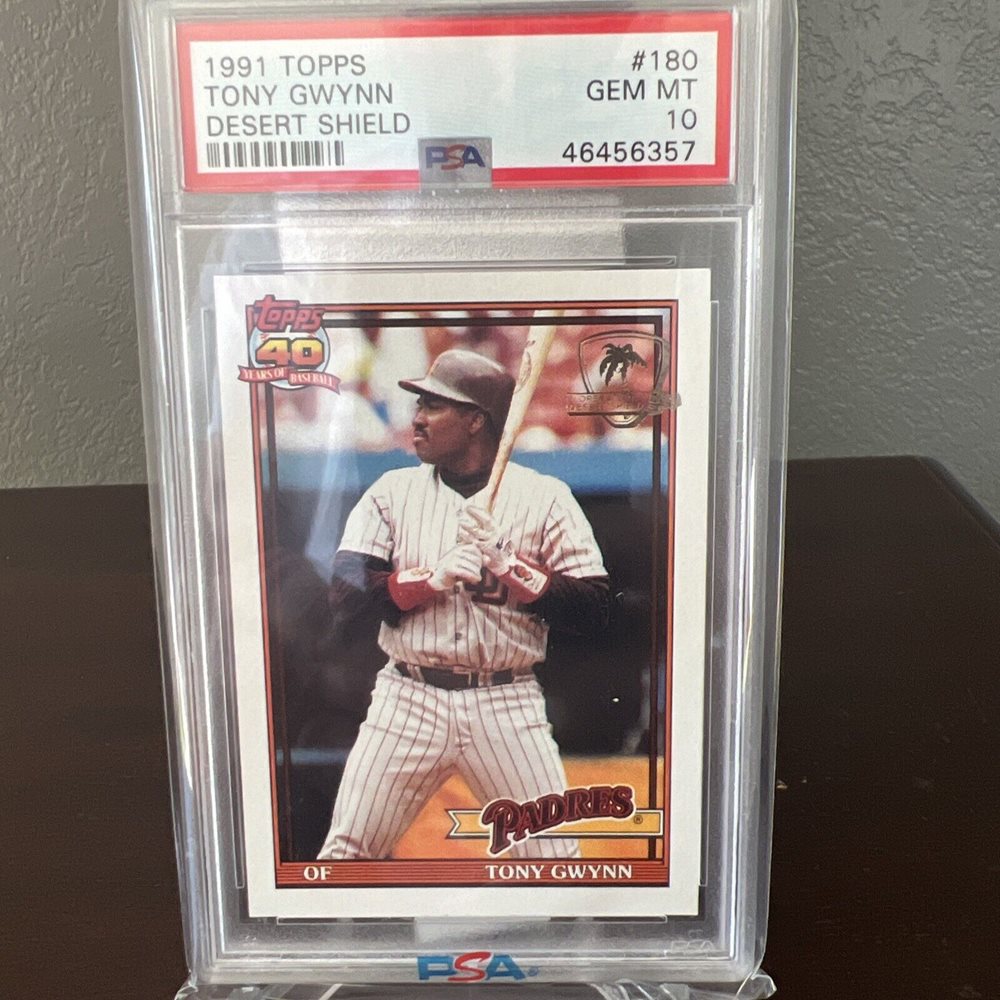 1991 TOPPS #180
TONY GWYNN GEM MT
DESERT SHIELD 10
PSA 46456357
Topps
40
YEARS OF BASEBALL
PADRES®
OF TONY GWYNN
PSA